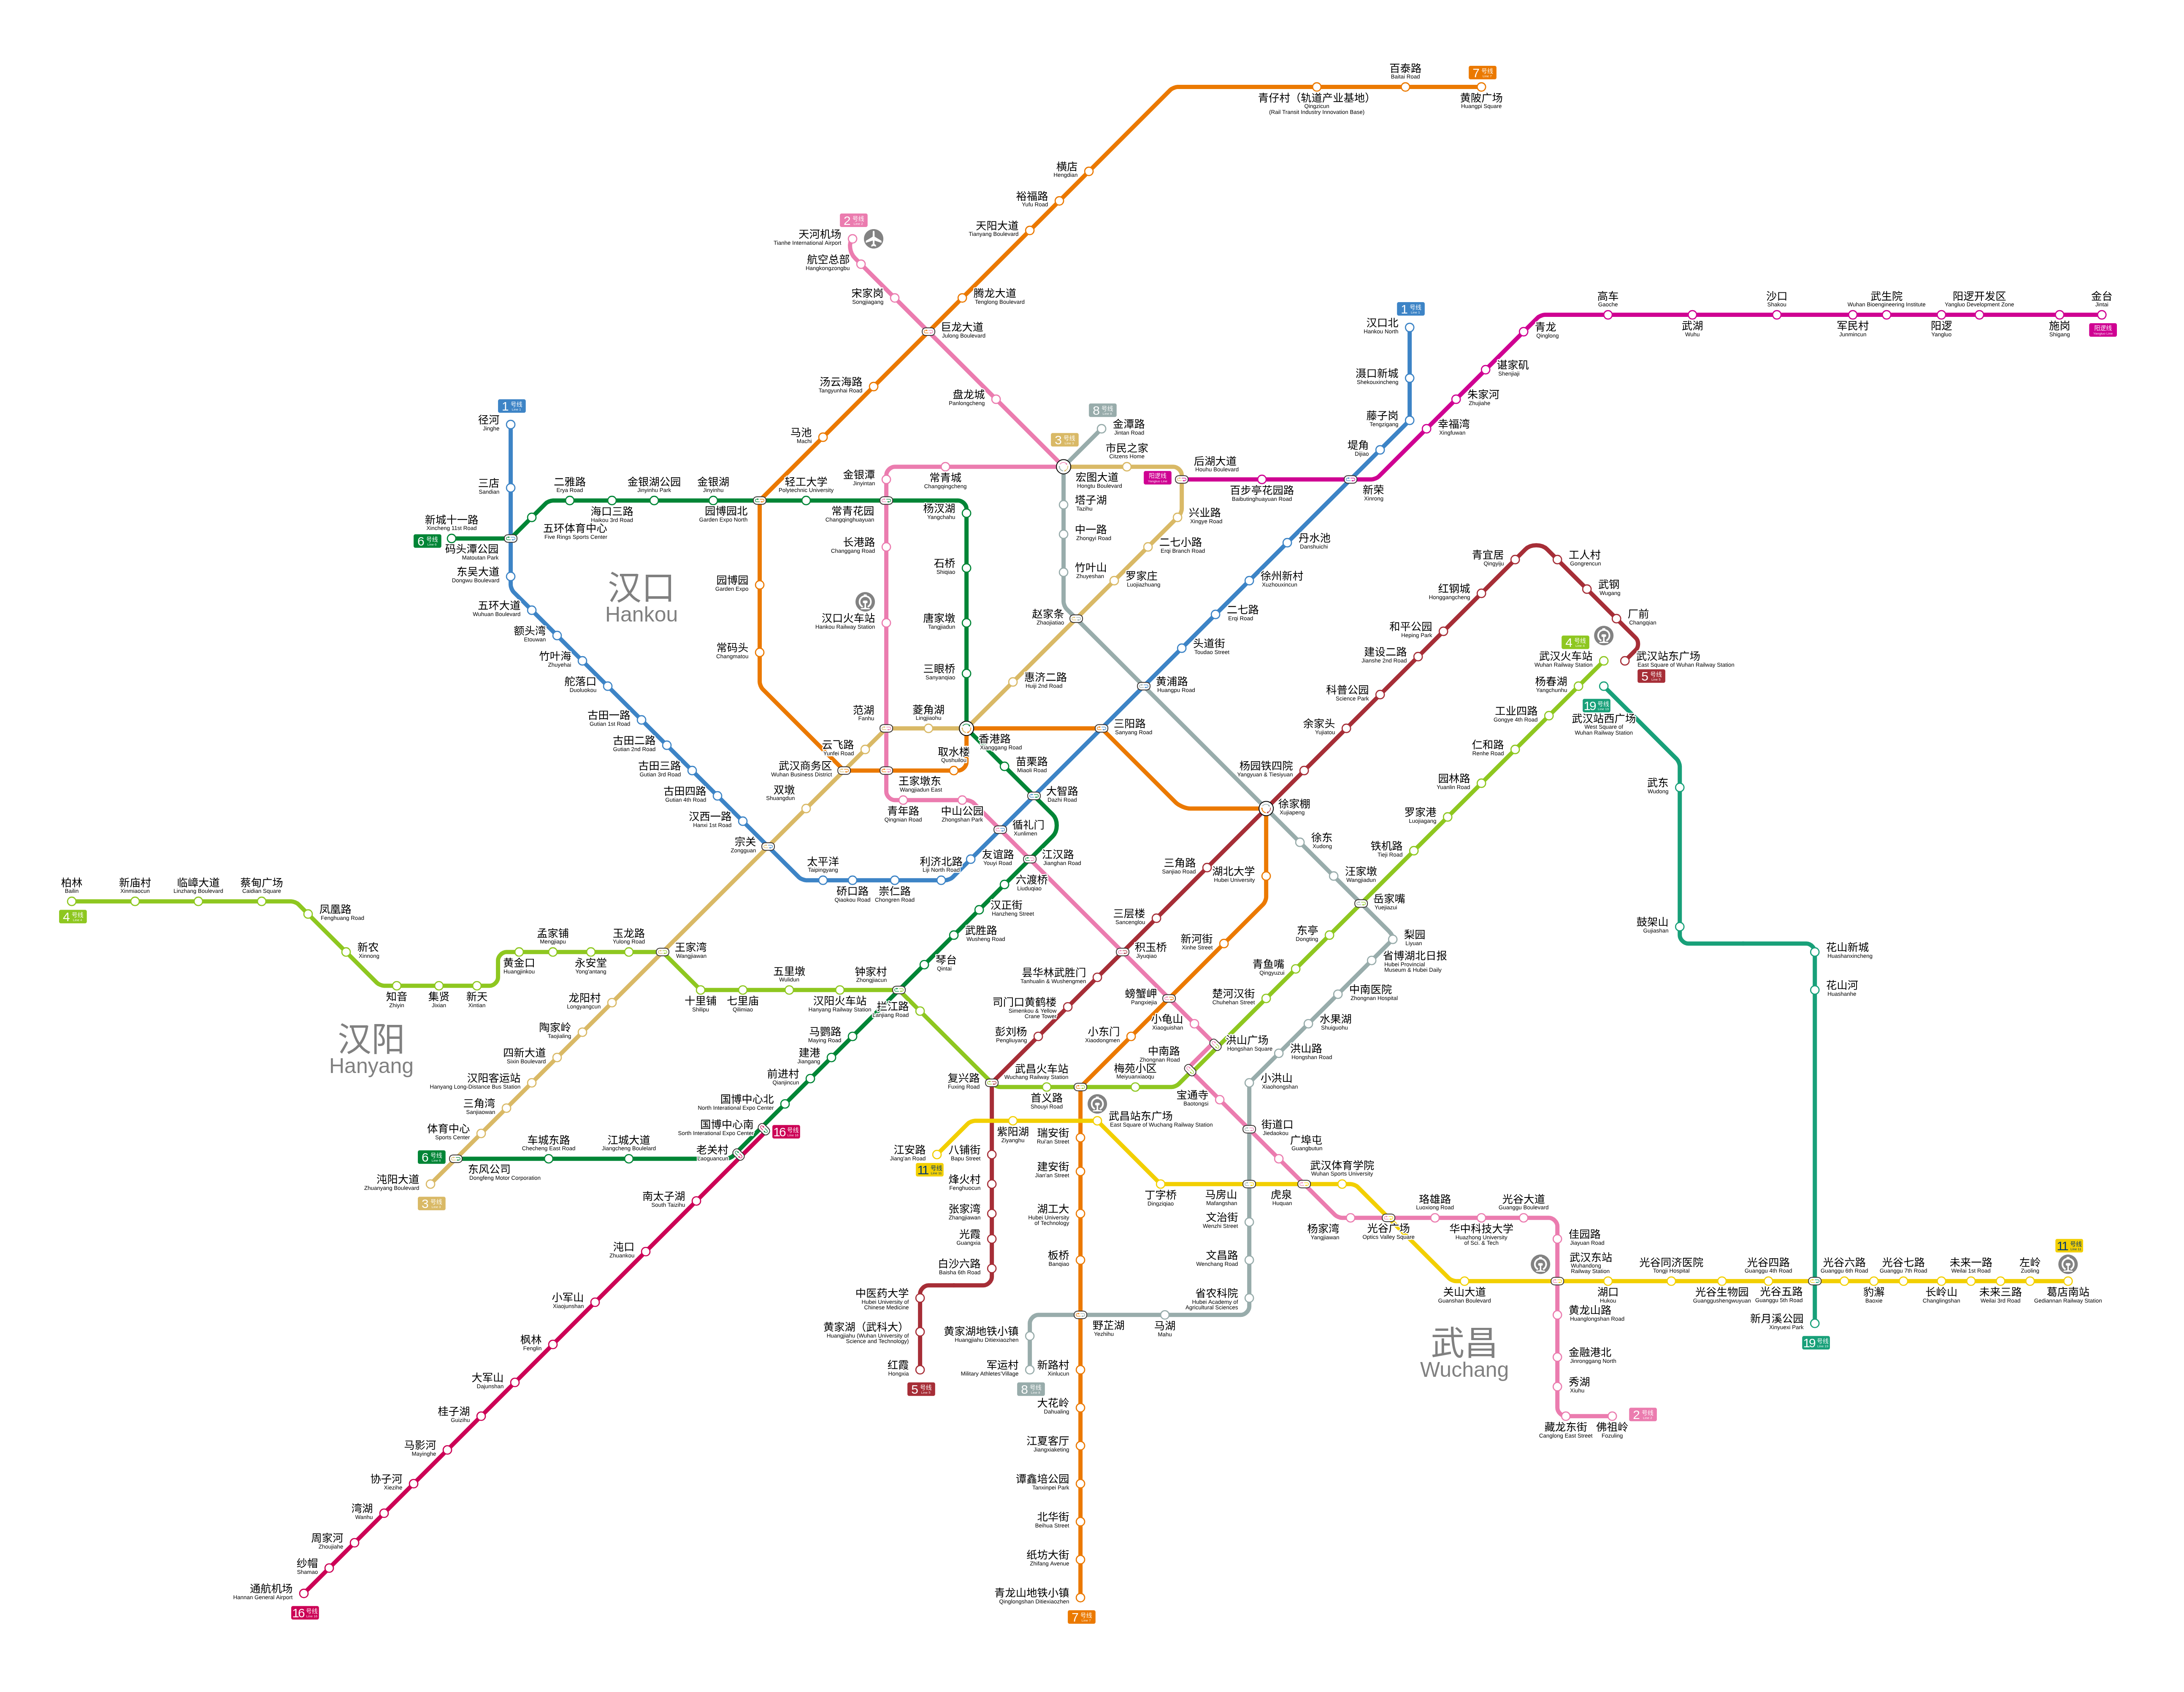 7 号线
Line 7
百泰路
Baitai Road
青仔村（轨道产业基地）
Qingzicun
(Rail Transit Industry Innovation Base)
黄陂广场
Huangpi Square
横店
Hengdian
裕福路
Yufu Road
天阳大道
Tianyang Boulevard
2 号线
Line 2
天河机场
Tianhe International Airport
航空总部
Hangkongzongbu
宋家岗
Songjiagang
腾龙大道
Tenglong Boulevard
巨龙大道
Julong Boulevard
汤云海路
Tangyunhai Road
盘龙城
Panlongcheng
马池
Machi
1 号线
Line 1
汉口北
Hankou North
滠口新城
Shekouxincheng
藤子岗
Tengzigang
堤角
Dijiao
高车
Gaoche
武湖
Wuhu
沙口
Shakou
军民村
Junmincun
武生院
Wuhan Bioengineering Institute
阳逻
Yangluo
阳逻开发区
Yangluo Development Zone
施岗
Shigang
金台
Jintai
阳逻线
Yangluo Line
青龙
Qinglong
谌家矶
Shenjiaji
朱家河
Zhujiahe
幸福湾
Xingfuwan
1 号线
Line 1
径河
Jinghe
三店
Sandian
8 号线
Line 8
金潭路
Jintan Road
3 号线
Line 3
市民之家
Citzens Home
宏图大道
Hongtu Boulevard
阳逻线
Yangluo Line
后湖大道
Houhu Boulevard
百步亭花园路
Baibutinghuayuan Road
新荣
Xinrong
二雅路
Erya Road
海口三路
Haikou 3rd Road
金银湖公园
Jinyinhu Park
金银湖
Jinyinhu
园博园北
Garden Expo North
轻工大学
Polytechnic University
金银潭
Jinyintan
常青城
Changqingcheng
常青花园
Changqinghuayuan
杨汊湖
Yangchahu
新城十一路
Xincheng 11st Road
6 号线
Line 6
码头潭公园
Matoutan Park
五环体育中心
Five Rings Sports Center
东吴大道
Dongwu Boulevard
五环大道
Wuhuan Boulevard
额头湾
Etouwan
竹叶海
Zhuyehai
舵落口
Duoluokou
古田一路
Gutian 1st Road
古田二路
Gutian 2nd Road
古田三路
Gutian 3rd Road
古田四路
Gutian 4th Road
汉西一路
Hanxi 1st Road
宗关
Zongguan
汉口
Hankou
园博园
Garden Expo
常码头
Changmatou
长港路
Changgang Road
汉口火车站
Hankou Railway Station
范湖
Fanhu
石桥
Shiqiao
唐家墩
Tangjiadun
三眼桥
Sanyanqiao
菱角湖
Lingjiaohu
云飞路
Yunfei Road
武汉商务区
Wuhan Business District
双墩
Shuangdun
取水楼
Qushuilou
香港路
Xianggang Road
王家墩东
Wangjiadun East
青年路
Qingnian Road
中山公园
Zhongshan Park
塔子湖
Tazihu
中一路
Zhongyi Road
竹叶山
Zhuyeshan
赵家条
Zhaojiatiao
惠济二路
Huiji 2nd Road
兴业路
Xingye Road
二七小路
Erqi Branch Road
罗家庄
Luojiazhuang
丹水池
Danshuichi
徐州新村
Xuzhouxincun
二七路
Erqi Road
头道街
Toudao Street
黄浦路
Huangpu Road
三阳路
Sanyang Road
苗栗路
Miaoli Road
大智路
Dazhi Road
循礼门
Xunlimen
友谊路
Youyi Road
江汉路
Jianghan Road
利济北路
Liji North Road
崇仁路
Chongren Road
硚口路
Qiaokou Road
太平洋
Taipingyang
六渡桥
Liuduqiao
汉正街
Hanzheng Street
武胜路
Wusheng Road
琴台
Qintai
青宜居
Qingyiju
工人村
Gongrencun
武钢
Wugang
厂前
Changqian
武汉站东广场
East Square of Wuhan Railway Station
5 号线
Line 5
红钢城
Honggangcheng
和平公园
Heping Park
建设二路
Jianshe 2nd Road
科普公园
Science Park
余家头
Yujiatou
杨园铁四院
Yangyuan & Tiesiyuan
徐家棚
Xujiapeng
4 号线
Line 4
武汉火车站
Wuhan Railway Station
杨春湖
Yangchunhu
19 号线
Line 19
武汉站西广场
West Square of
Wuhan Railway Station
工业四路
Gongye 4th Road
仁和路
Renhe Road
园林路
Yuanlin Road
罗家港
Luojiagang
铁机路
Tieji Road
武东
Wudong
鼓架山
Gujiashan
花山新城
Huashanxincheng
花山河
Huashanhe
徐东
Xudong
汪家墩
Wangjiadun
岳家嘴
Yuejiazui
梨园
Liyuan
省博湖北日报
Hubei Provincial
Museum & Hubei Daily
中南医院
Zhongnan Hospital
水果湖
Shuiguohu
洪山路
Hongshan Road
小洪山
Xiaohongshan
三角路
Sanjiao Road
湖北大学
Hubei University
三层楼
Sancenglou
积玉桥
Jiyuqiao
新河街
Xinhe Street
东亭
Dongting
青鱼嘴
Qingyuzui
楚河汉街
Chuhehan Street
昙华林武胜门
Tanhualin & Wushengmen
司门口黄鹤楼
Simenkou & Yellow
Crane Tower
彭刘杨
Pengliuyang
螃蟹岬
Pangxiejia
小龟山
Xiaoguishan
小东门
Xiaodongmen
洪山广场
Hongshan Square
中南路
Zhongnan Road
梅苑小区
Meiyuanxiaoqu
宝通寺
Baotongsi
柏林
Bailin
4 号线
Line 4
新庙村
Xinmiaocun
临嶂大道
Linzhang Boulevard
蔡甸广场
Caidian Square
凤凰路
Fenghuang Road
新农
Xinnong
知音
Zhiyin
集贤
Jixian
新天
Xintian
黄金口
Huangjinkou
孟家铺
Mengjiapu
永安堂
Yong'antang
玉龙路
Yulong Road
王家湾
Wangjiawan
十里铺
Shilipu
七里庙
Qilimiao
五里墩
Wulidun
汉阳火车站
Hanyang Railway Station
钟家村
Zhongjiacun
拦江路
Lanjiang Road
汉阳
Hanyang
龙阳村
Longyangcun
陶家岭
Taojialing
四新大道
Sixin Boulevard
汉阳客运站
Hanyang Long-Distance Bus Station
三角湾
Sanjiaowan
体育中心
Sports Center
6 号线
Line 6
东风公司
Dongfeng Motor Corporation
沌阳大道
Zhuanyang Boulevard
3 号线
Line 3
车城东路
Checheng East Road
江城大道
Jiangcheng Boulelard
老关村
Laoguancun
马鹦路
Maying Road
建港
Jiangang
前进村
Qianjincun
国博中心北
North Interational Expo Center
国博中心南
Sorth Interational Expo Center
16 号线
Line 16
南太子湖
South Taizihu
沌口
Zhuankou
小军山
Xiaojunshan
枫林
Fenglin
大军山
Dajunshan
桂子湖
Guizihu
马影河
Mayinghe
协子河
Xiezihe
湾湖
Wanhu
周家河
Zhoujiahe
纱帽
Shamao
通航机场
Hannan General Airport
16 号线
Line 16
复兴路
Fuxing Road
武昌火车站
Wuchang Railway Station
首义路
Shouyi Road
武昌站东广场
East Square of Wuchang Railway Station
紫阳湖
Ziyanghu
江安路
Jiang'an Road
11 号线
Line 11
八铺街
Bapu Street
烽火村
Fenghuocun
张家湾
Zhangjiawan
光霞
Guangxia
白沙六路
Baisha 6th Road
中医药大学
Hubei University of
Chinese Medicine
黄家湖（武科大）
Huangjiahu (Wuhan University of
Science and Technology)
红霞
Hongxia
5 号线
Line 5
瑞安街
Rui'an Street
建安街
Jian'an Street
湖工大
Hubei University
of Technology
板桥
Banqiao
野芷湖
Yezhihu
马湖
Mahu
黄家湖地铁小镇
Huangjiahu Ditiexiaozhen
军运村
Military Athletes'Village
8 号线
Line 8
新路村
Xinlucun
大花岭
Dahualing
江夏客厅
Jiangxiaketing
谭鑫培公园
Tanxinpei Park
北华街
Beihua Street
纸坊大街
Zhifang Avenue
青龙山地铁小镇
Qinglongshan Ditiexiaozhen
7 号线
Line 7
街道口
Jiedaokou
广埠屯
Guangbutun
丁字桥
Dingziqiao
马房山
Mafangshan
虎泉
Huquan
武汉体育学院
Wuhan Sports University
文治街
Wenzhi Street
文昌路
Wenchang Road
省农科院
Hubei Academy of
Agricultural Sciences
杨家湾
Yangjiawan
光谷广场
Optics Valley Square
珞雄路
Luoxiong Road
华中科技大学
Huazhong University
of Sci. & Tech
光谷大道
Guanggu Boulevard
佳园路
Jiayuan Road
武汉东站
Wuhandong
Railway Station
关山大道
Guanshan Boulevard
湖口
Hukou
光谷同济医院
Tongji Hospital
光谷生物园
Guanggushengwuyuan
光谷四路
Guanggu 4th Road
光谷五路
Guanggu 5th Road
光谷六路
Guanggu 6th Road
豹澥
Baoxie
光谷七路
Guanggu 7th Road
长岭山
Changlingshan
未来一路
Weilai 1st Road
未来三路
Weilai 3rd Road
左岭
Zuoling
11 号线
Line 11
葛店南站
Gediannan Railway Station
新月溪公园
Xinyuexi Park
19 号线
Line 19
黄龙山路
Huanglongshan Road
金融港北
Jinronggang North
秀湖
Xiuhu
藏龙东街
Canglong East Street
佛祖岭
Fozuling
2 号线
Line 2
武昌
Wuchang